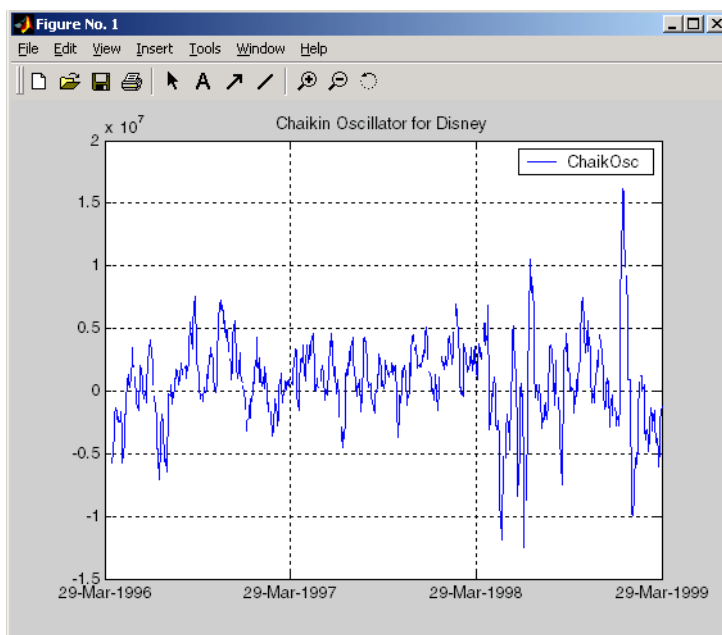 Figure No. 1
File Edit View Insert Tools Window Help
A
x 10^7
Chaikin Oscillator for Disney
ChaikOsc
2
1.5
1
0.5
0
-0.5
-1
-1.5
29-Mar-1996 29-Mar-1997 29-Mar-1998 29-Mar-1999